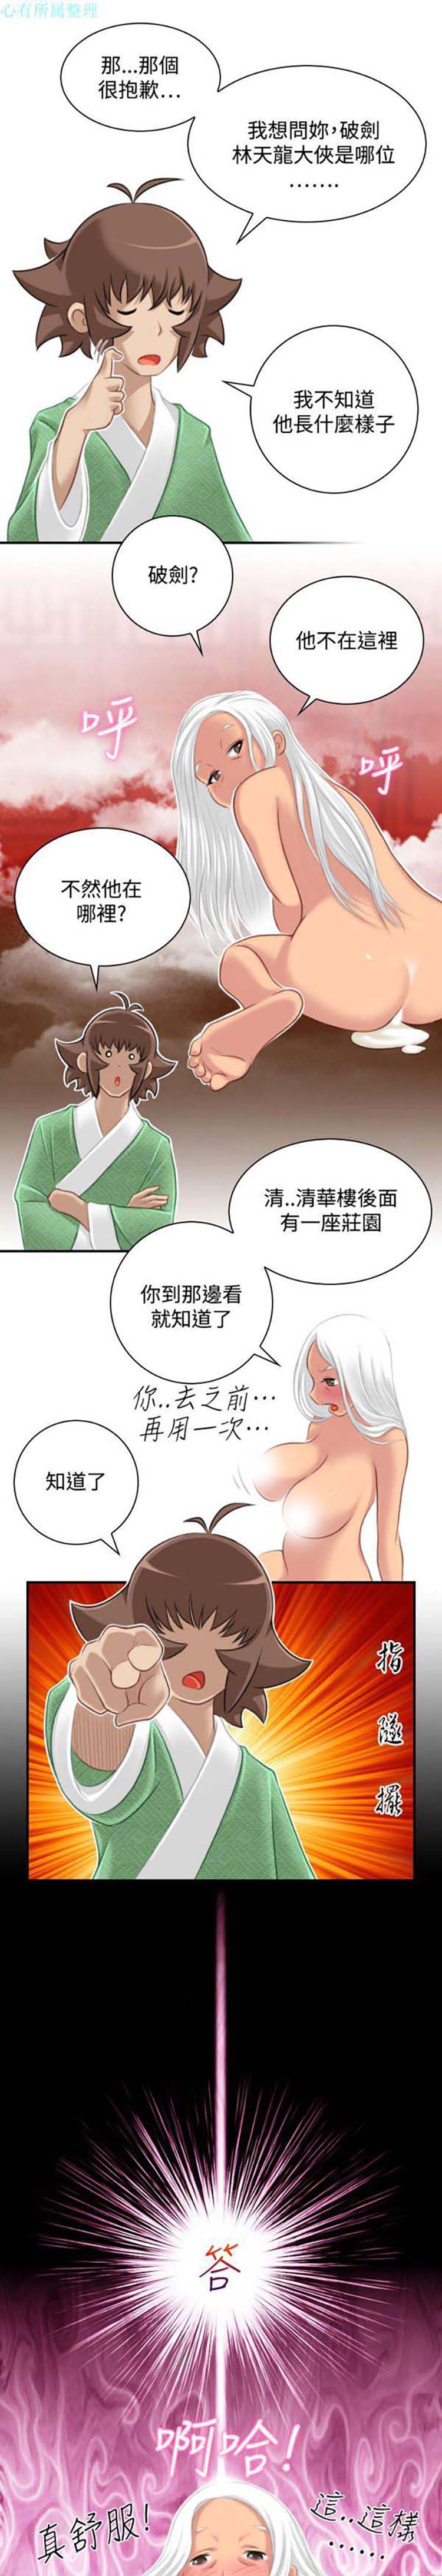 心有所属整理
那...那個
很抱歉...
我想問妳，破劍
林天龍大俠是哪位
.......
我不知道
他長什麼樣子
破劍?
他不在這裡
呼
呼
不然他在
哪裡?
清..清華樓後面
有一座莊園
你到那邊看
就知道了
你..去之前...
再用一次...
知道了
指
隧
擺
答
啊哈!
真舒服!
這..這樣
......